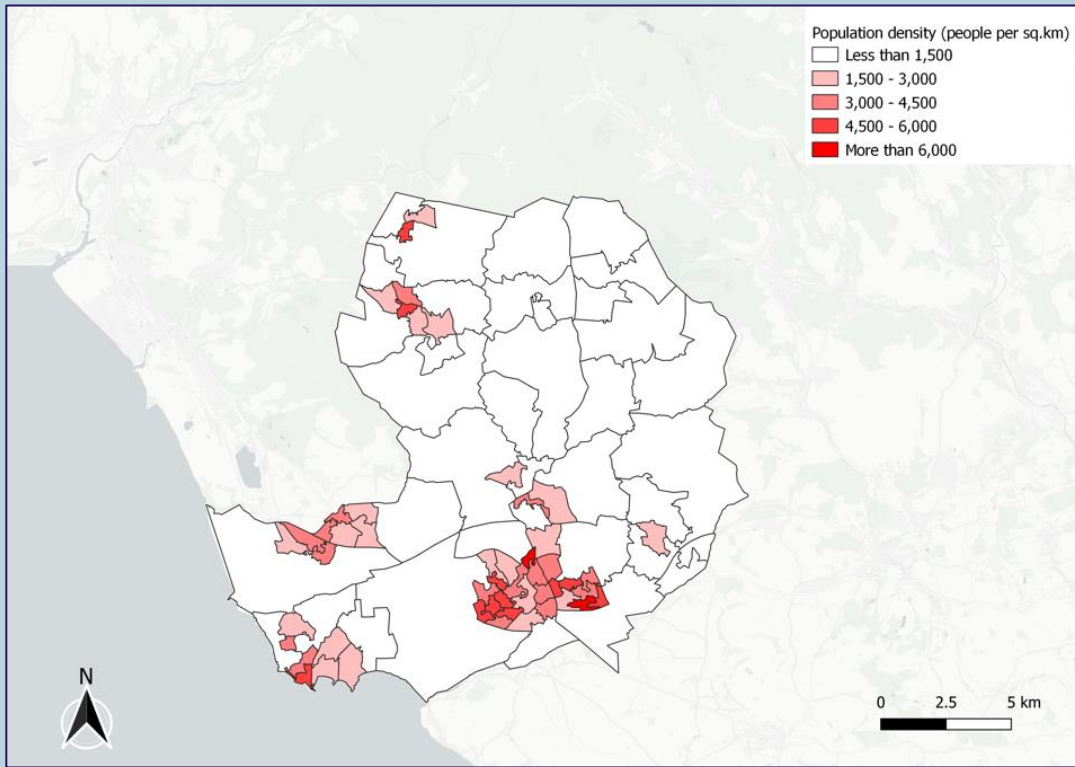 Population density (people per sq.km)
Less than 1,500
1,500 - 3,000
3,000 - 4,500
4,500 - 6,000
More than 6,000
N
0 2.5 5 km